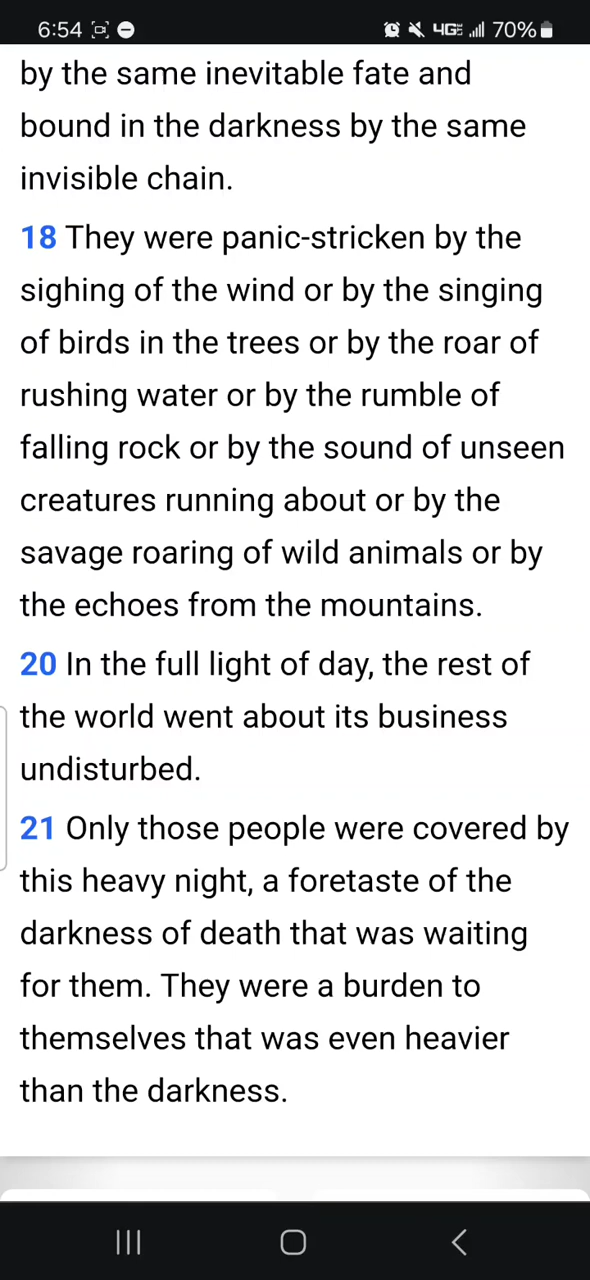 6:54
4GE 70%
by the same inevitable fate and
bound in the darkness by the same
invisible chain.
18 They were panic-stricken by the
sighing of the wind or by the singing
of birds in the trees or by the roar of
rushing water or by the rumble of
falling rock or by the sound of unseen
creatures running about or by the
savage roaring of wild animals or by
the echoes from the mountains.
20 In the full light of day, the rest of
the world went about its business
undisturbed.
21 Only those people were covered by
this heavy night, a foretaste of the
darkness of death that was waiting
for them. They were a burden to
themselves that was even heavier
than the darkness.